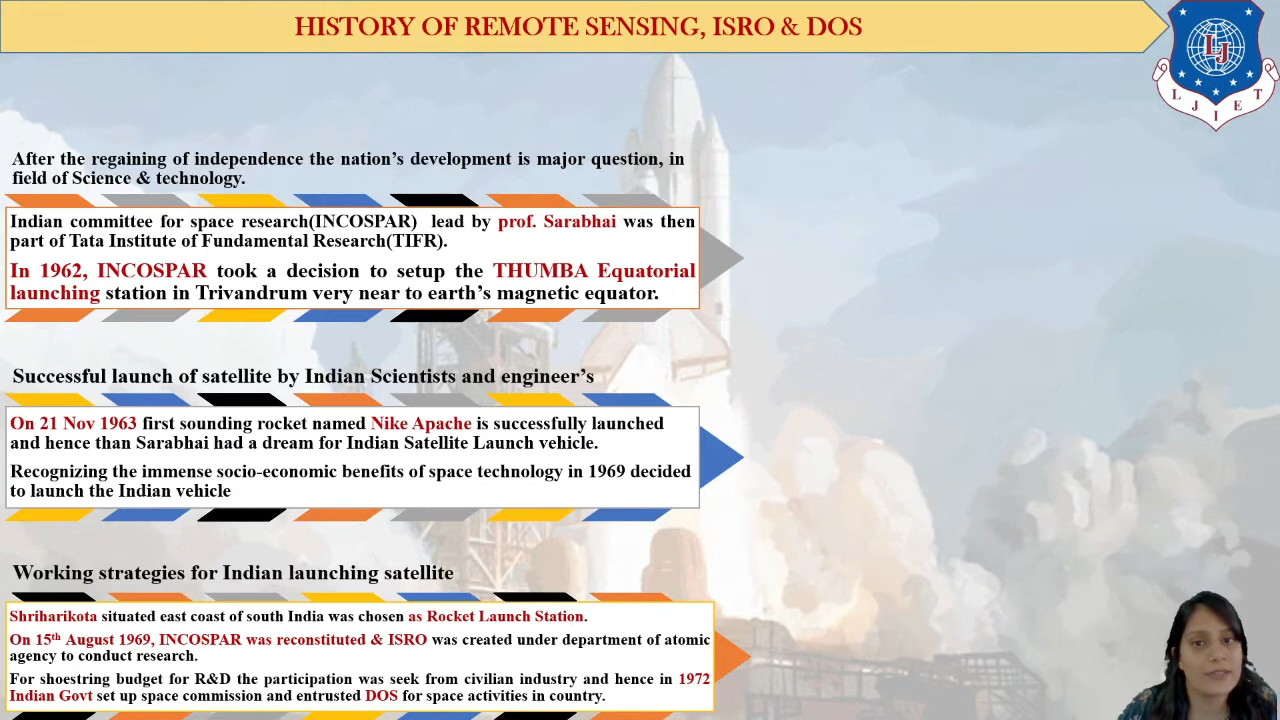 HISTORY OF REMOTE SENSING, ISRO & DOS
LJ
L J I E T
After the regaining of independence the nation's development is major question, in
field of Science & technology.
Indian committee for space research(INCOSPAR) lead by prof. Sarabhai was then
part of Tata Institute of Fundamental Research(TIFR).
In 1962, INCOSPAR took a decision to setup the THUMBA Equatorial
launching station in Trivandrum very near to earth's magnetic equator.
Successful launch of satellite by Indian Scientists and engineer's
On 21 Nov 1963 first sounding rocket named Nike Apache is successfully launched
and hence than Sarabhai had a dream for Indian Satellite Launch vehicle.
Recognizing the immense socio-economic benefits of space technology in 1969 decided
to launch the Indian vehicle
Working strategies for Indian launching satellite
Shriharikota situated east coast of south India was chosen as Rocket Launch Station.
On 15th August 1969, INCOSPAR was reconstituted & ISRO was created under department of atomic
agency to conduct research.
For shoestring budget for R&D the participation was seek from civilian industry and hence in 1972
Indian Govt set up space commission and entrusted DOS for space activities in country.